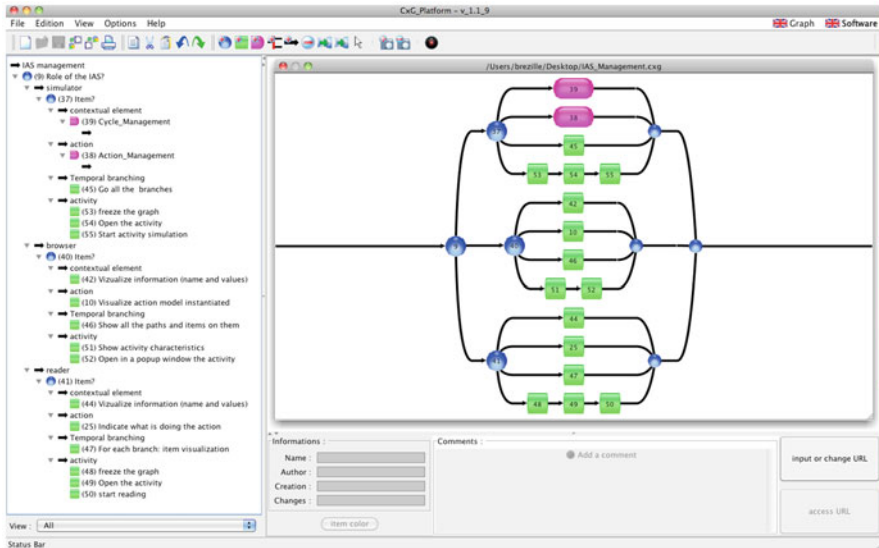 CxG_Platform – v_1.1_9
File Edition View Options Help
Graph Software
IAS management
(9) Role of the IAS?
simulator
(37) Item?
contextual element
(39) Cycle_Management
action
(38) Action_Management
Temporal branching
(45) Go all the branches
activity
(53) freeze the graph
(54) Open the activity
(55) Start activity simulation
browser
(40) Item?
contextual element
(42) Vizualize information (name and values)
action
(10) Visualize action model instantiated
Temporal branching
(46) Show all the paths and items on them
activity
(51) Show activity characteristics
(52) Open in a popup window the activity
reader
(41) Item?
contextual element
(44) Vizualize information (name and values)
action
(25) Indicate what is doing the action
Temporal branching
(47) For each branch: item visualization
activity
(48) freeze the graph
(49) Open the activity
(50) start reading
View : All
Status Bar
/Users/brezille/Desktop/IAS_Management.cxg
39
37
38
45
53 54 55
42
9 40 10
46
51 52
44
41 25
47
48 49 50
Informations :
Name :
Author :
Creation :
Changes :
Item color
Comments :
Add a comment
input or change URL
access URL